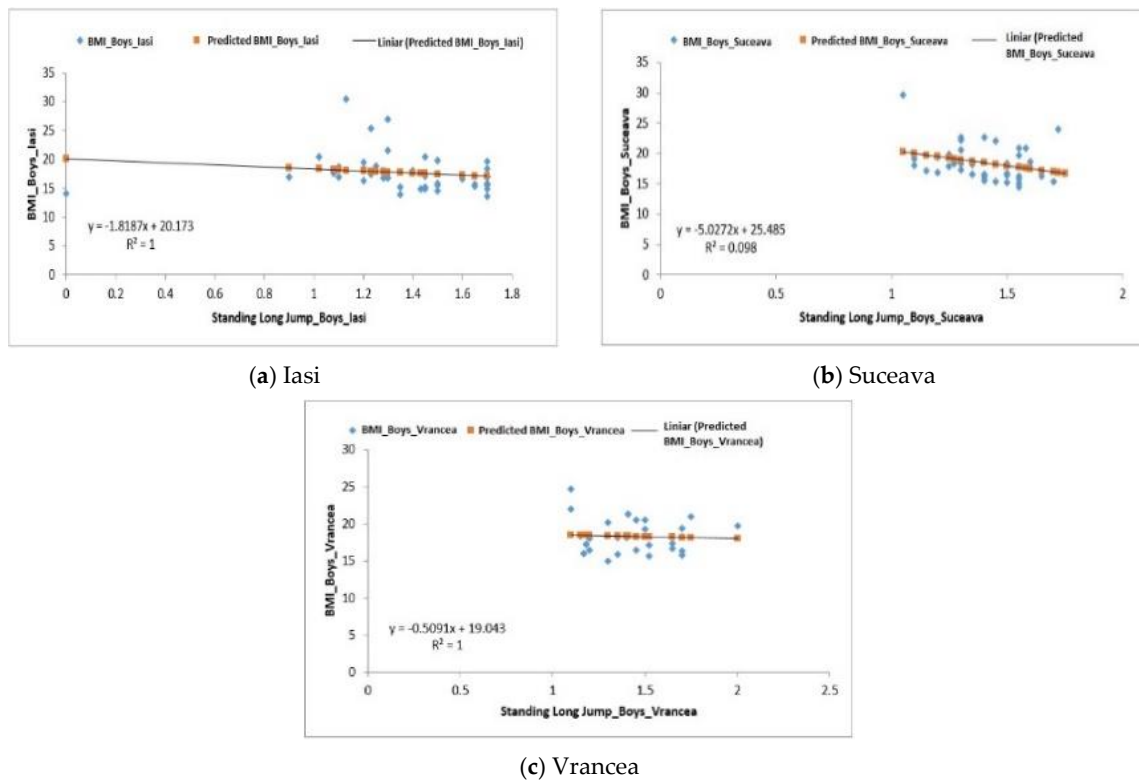 BMI_Boys_Iasi Predicted BMI_Boys_Iasi Liniar (Predicted BMI_Boys_Iasi)
35
30
25
20
15
10
5
0
BMI_Boys_Iasi
y = -1.8187x + 20.173
R² = 1
0 0.2 0.4 0.6 0.8 1 1.2 1.4 1.6 1.8
Standing Long Jump_Boys_Iasi
(a) Iasi
BMI_Boys_Suceava Predicted BMI_Boys_Suceava Liniar (Predicted
BMI_Boys_Suceava
35
30
25
20
15
10
5
0
BMI_Boys_Suceava
y = -5.0272x + 25.485
R² = 0.098
0 0.5 1 1.5 2
Standing Long Jump_Boys_Suceava
(b) Suceava
BMI_Boys_Vrancea Predicted BMI_Boys_Vrancea Liniar (Predicted
BMI_Boys_Vrancea)
30
25
20
15
10
5
0
BMI_Boys_Vrancea
y = -0.5091x + 19.043
R² = 1
0 0.5 1 1.5 2 2.5
Standing Long Jump_Boys_Vrancea
(c) Vrancea